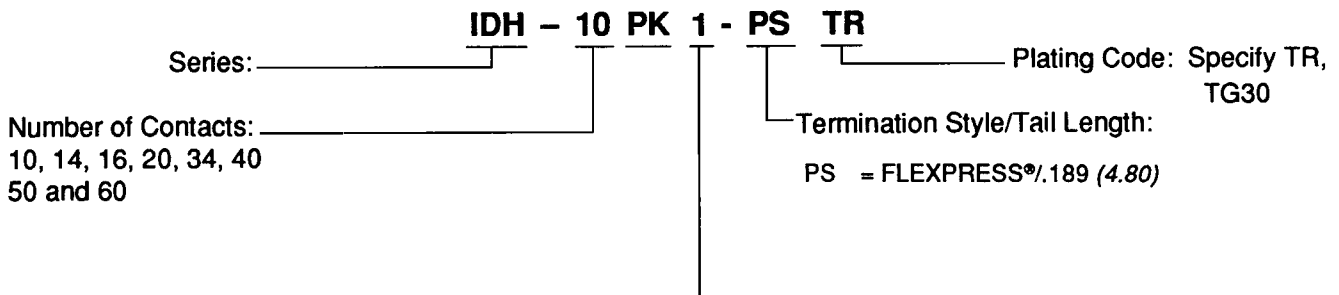 IDH – 10 PK 1 - PS TR
Series:
Plating Code: Specify TR,
TG30
Number of Contacts:
10, 14, 16, 20, 34, 40
50 and 60
Termination Style/Tail Length:
PS = FLEXPRESS®/.189 (4.80)